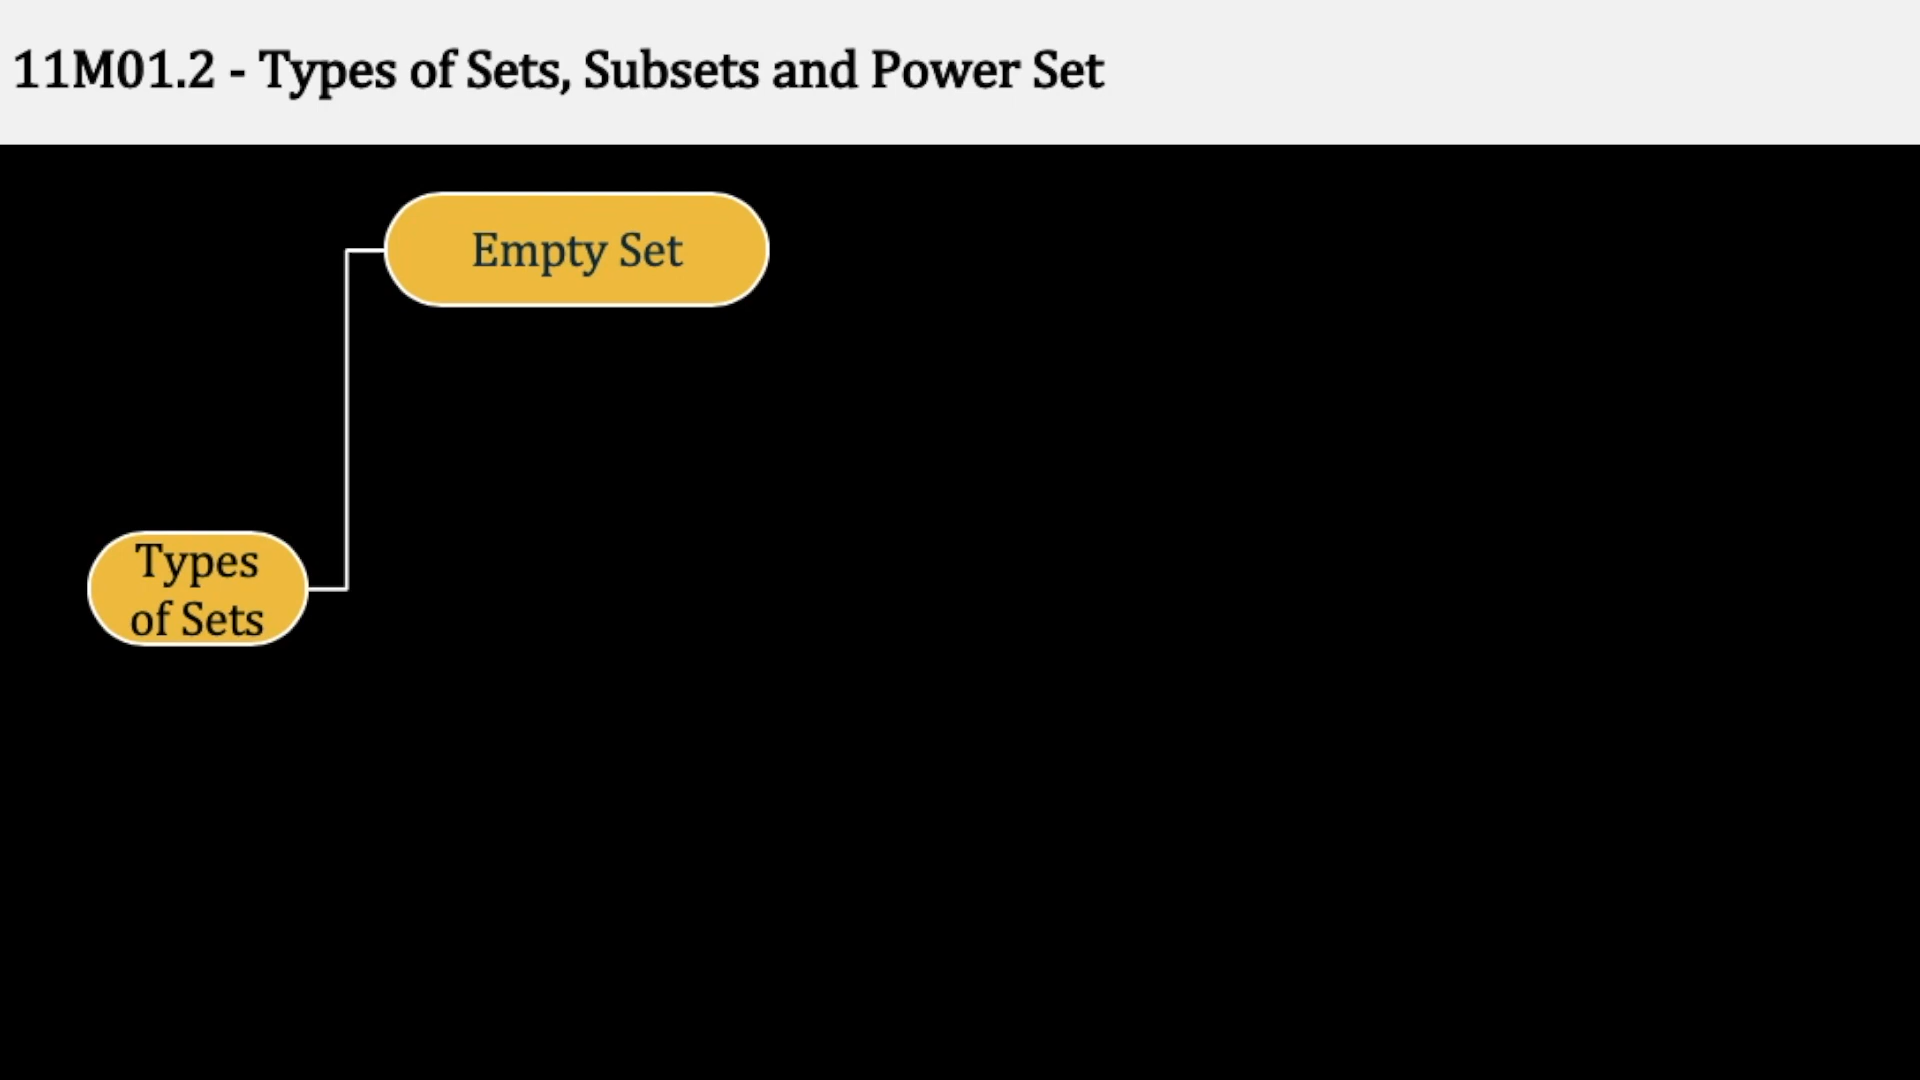 11M01.2 - Types of Sets, Subsets and Power Set
Empty Set
Types
of Sets